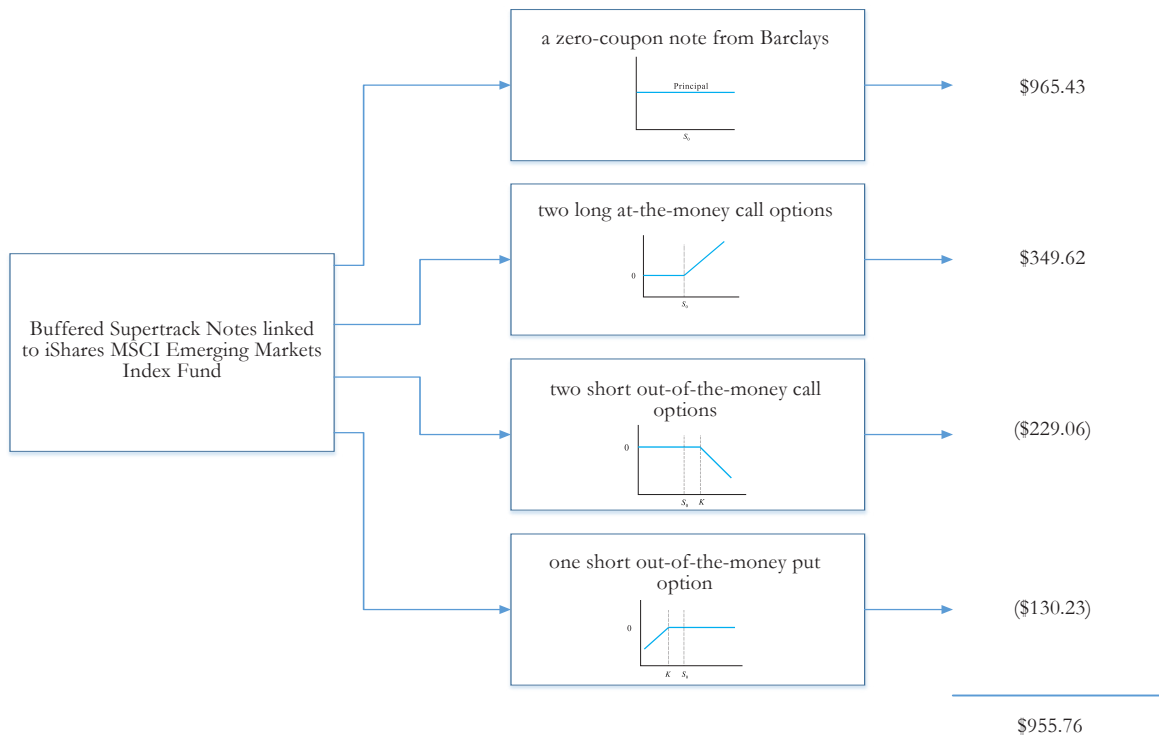 a zero-coupon note from Barclays
Principal
S₀
$965.43
two long at-the-money call options
0
S₀
$349.62
Buffered Supertrack Notes linked
to iShares MSCI Emerging Markets
Index Fund
two short out-of-the-money call
options
0
S₀ K
($229.06)
one short out-of-the-money put
option
0
K S₀
($130.23)
$955.76